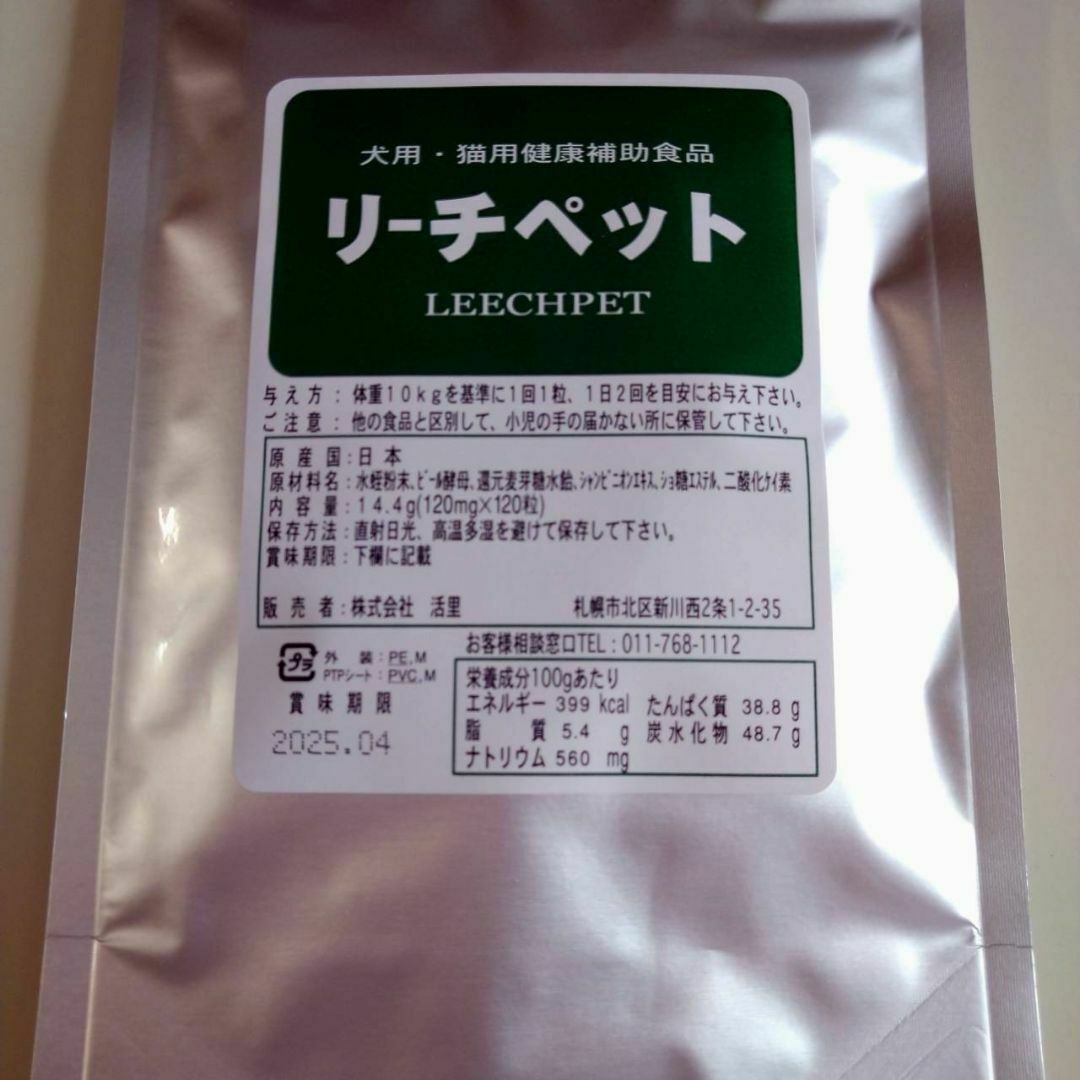 犬用・猫用健康補助食品
リーチペット
LEECHPET
与え方：体重10kgを基準に1回1粒、1日2回を目安にお与え下さい。
ご注意：他の食品と区別して、小児の手の届かない所に保管して下さい。
原産国：日本
原材料名：水蛭粉末、ビール酵母、還元麦芽糖水飴、シャンピニオンエキス、ショ糖エステル、二酸化ケイ素
内容量：14.4g(120mg×120粒)
保存方法：直射日光、高温多湿を避けて保存して下さい。
賞味期限：下欄に記載
販売者：株式会社 活里 札幌市北区新川西2条1-2-35
お客様相談窓口TEL：011-768-1112
プラ 外装：PE,M
PTPシート：PVC,M
賞味期限
2025.04
栄養成分100gあたり
エネルギー 399 kcal たんぱく質 38.8 g
脂質 5.4 g 炭水化物 48.7 g
ナトリウム 560 mg